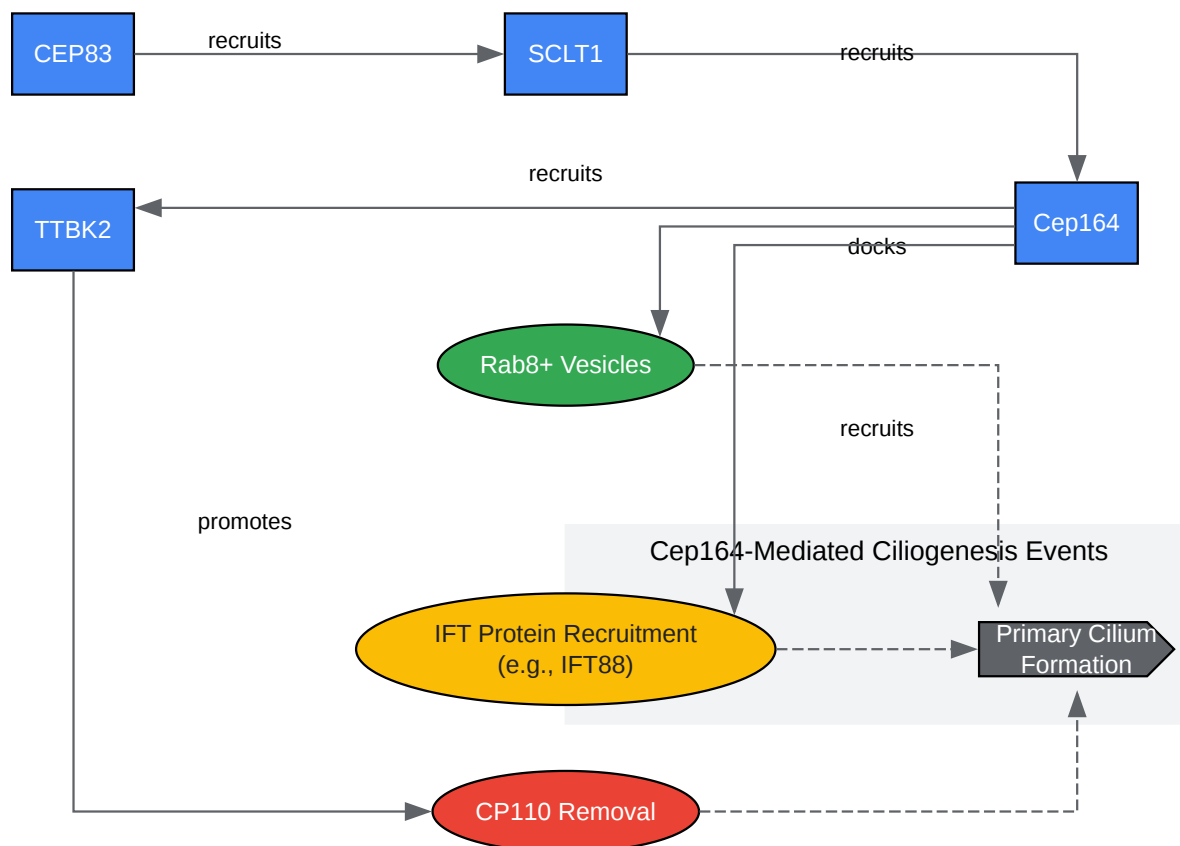 CEP83
recruits
SCLT1
recruits
recruits
TTBK2
Cep164
docks
Rab8+ Vesicles
recruits
promotes
Cep164-Mediated Ciliogenesis Events
IFT Protein Recruitment
(e.g., IFT88)
Primary Cilium
Formation
CP110 Removal